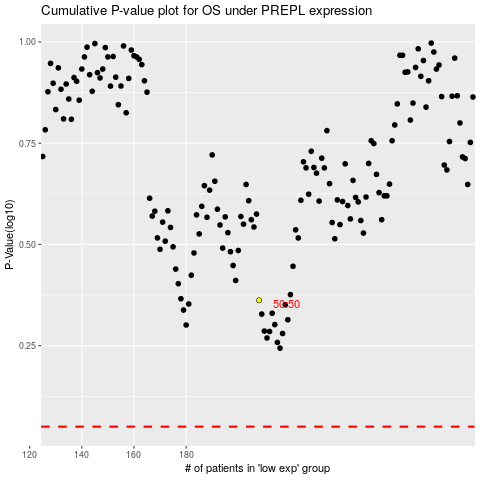 Cumulative P-value plot for OS under PREPL expression
1.00
0.75
0.50
0.25
P-Value(log10)
50-50
120 140 160 180
# of patients in 'low exp' group